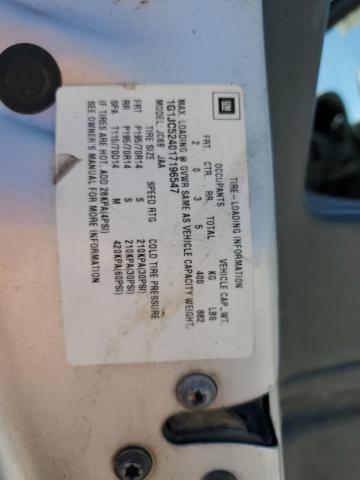 GM
TIRE-LOADING INFORMATION
OCCUPANTS VEHICLE CAP. WT.
FRT. CTR. RR. TOTAL KG LBS
2 0 3 5 400 882
MAX. LOADING @ GVWR SAME AS VEHICLE CAPACITY WEIGHT.
1G1JC524017196547
MODEL JC69 JAA
TIRE SIZE SPEED RTG COLD TIRE PRESSURE
FRT P195/70R14 S 210KPA(30PSI)
RR P195/70R14 S 210KPA(30PSI)
SPA T115/70D14 M 420KPA(60PSI)
IF TIRES ARE HOT, ADD 28KPA(4PSI)
SEE OWNER'S MANUAL FOR MORE INFORMATION